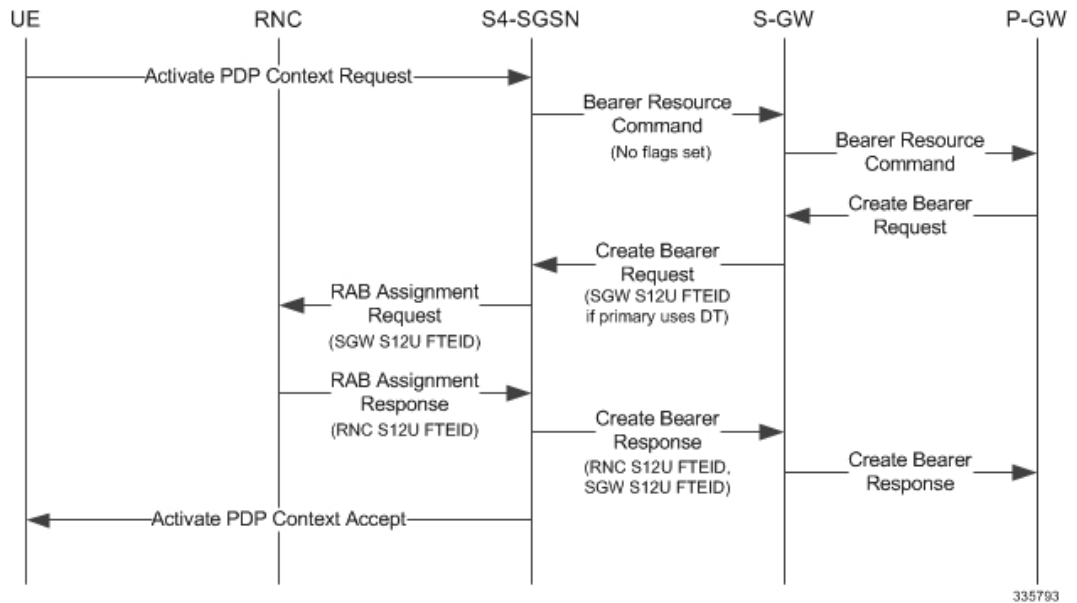 UE
RNC
S4-SGSN
S-GW
P-GW
Activate PDP Context Request
Bearer Resource
Command
(No flags set)
Bearer Resource
Command
Create Bearer
Request
Create Bearer
Request
(SGW S12U FTEID
if primary uses DT)
RAB Assignment
Request
(SGW S12U FTEID)
RAB Assignment
Response
(RNC S12U FTEID)
Create Bearer
Response
(RNC S12U FTEID,
SGW S12U FTEID)
Create Bearer
Response
Activate PDP Context Accept
335793